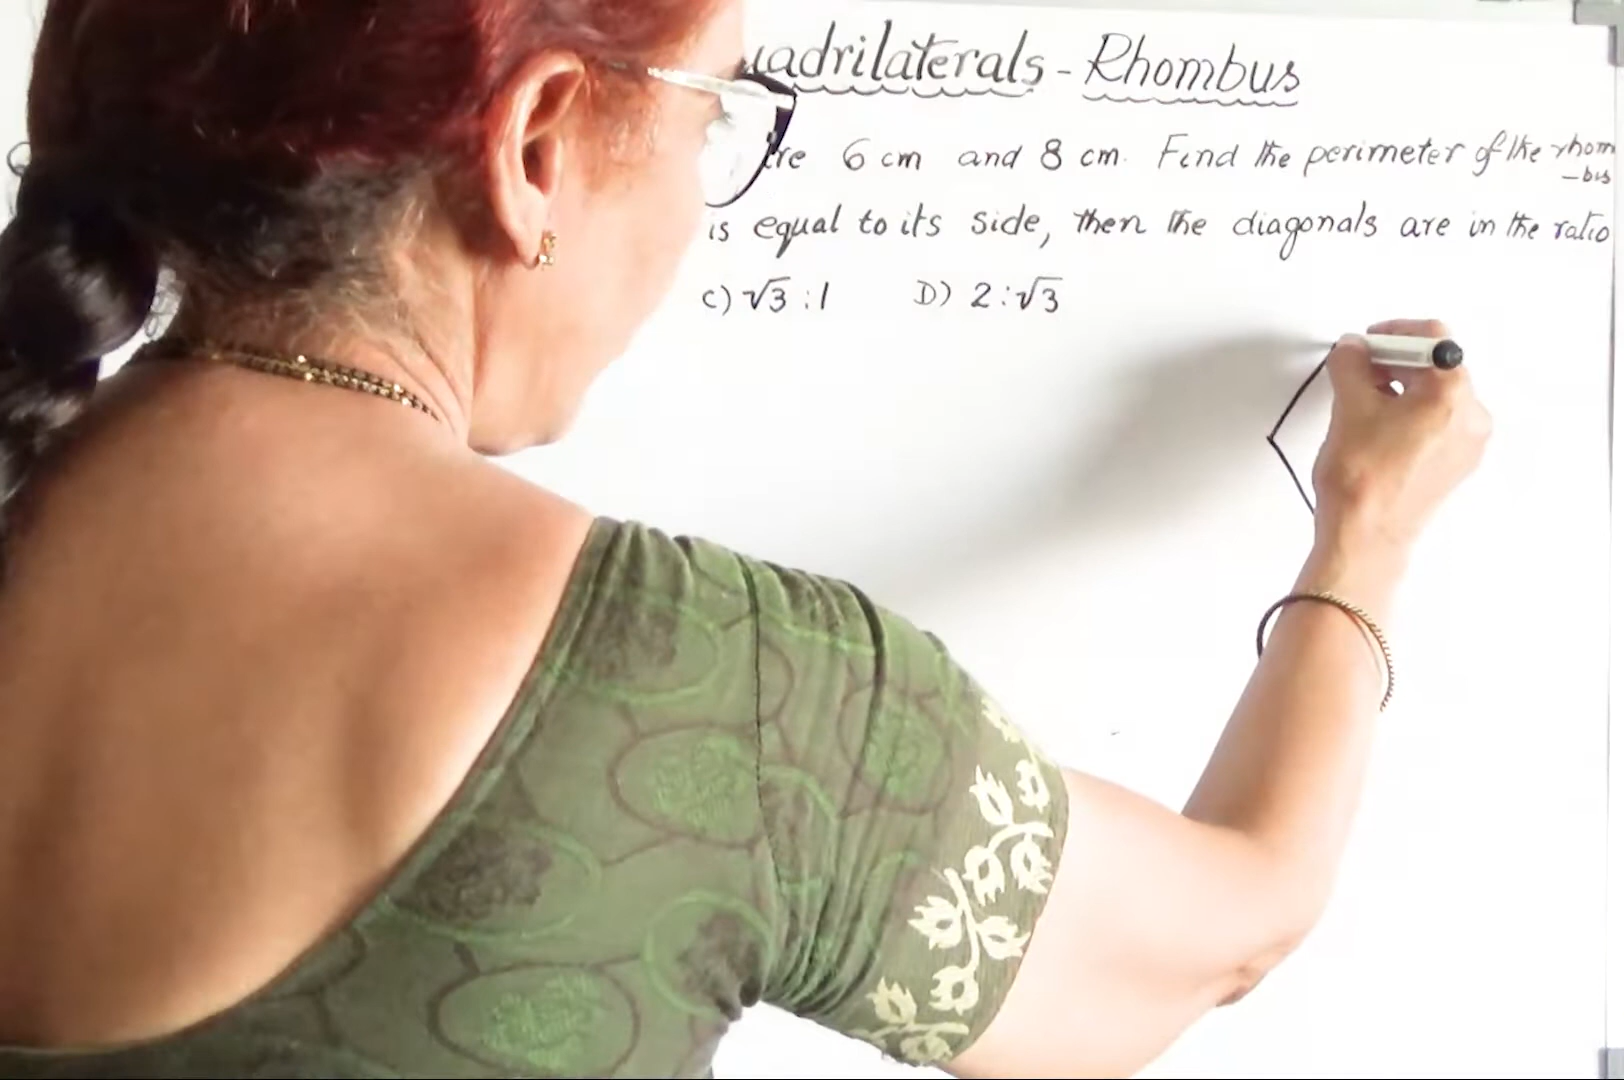 uadrilaterals - Rhombus
re 6 cm and 8 cm. Find the perimeter of the rhom
-bus
is equal to its side, then the diagonals are in the ratio
C) √3 : 1 D) 2 : √3